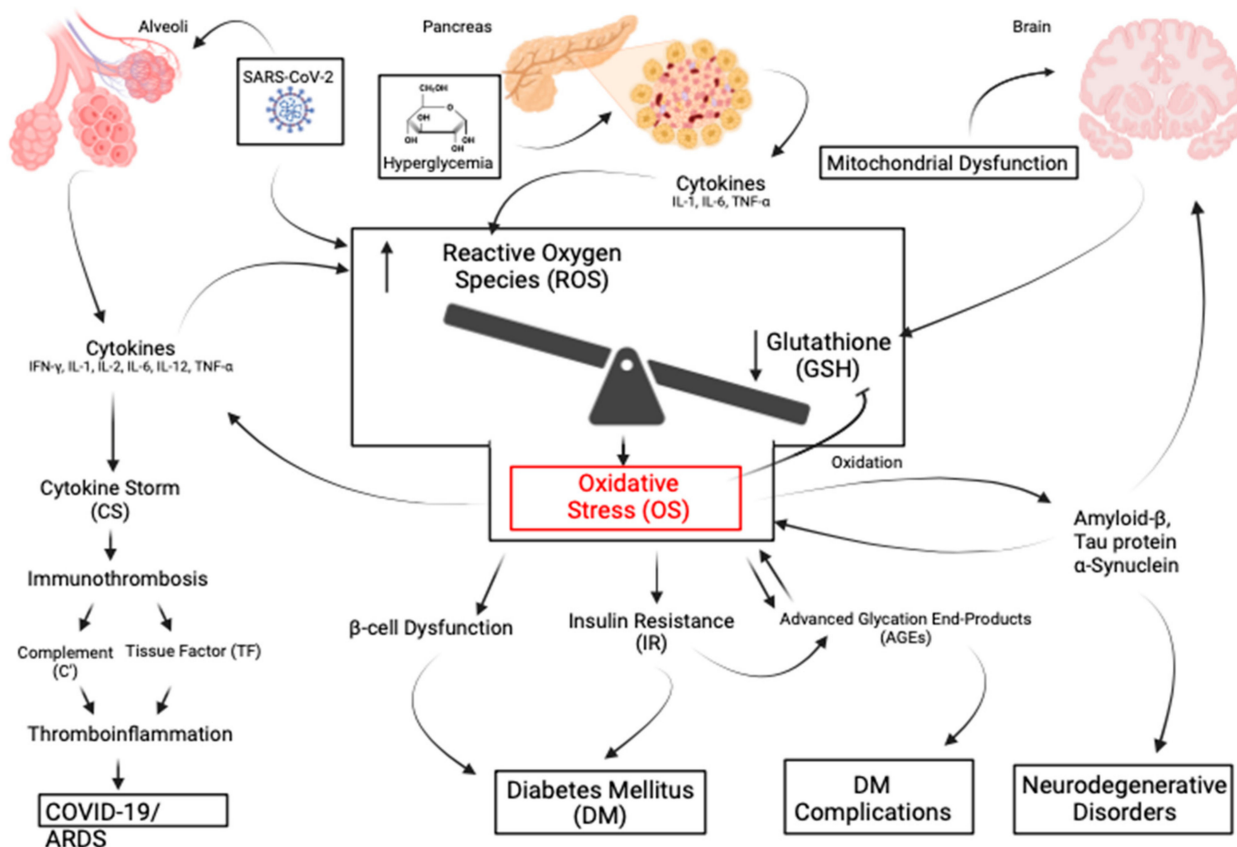 Alveoli
Pancreas
Brain
SARS-CoV-2
CH₂OH
O
OH
OH
OH
OH
Hyperglycemia
Mitochondrial Dysfunction
Cytokines
IL-1, IL-6, TNF-α
Reactive Oxygen
Species (ROS)
Glutathione
(GSH)
Cytokines
IFN-γ, IL-1, IL-2, IL-6, IL-12, TNF-α
Oxidation
Oxidative
Stress (OS)
Cytokine Storm
(CS)
Amyloid-β,
Tau protein
α-Synuclein
Immunothrombosis
β-cell Dysfunction
Insulin Resistance
(IR)
Advanced Glycation End-Products
(AGEs)
Complement
(C')
Tissue Factor (TF)
Thromboinflammation
COVID-19/
ARDS
Diabetes Mellitus
(DM)
DM
Complications
Neurodegenerative
Disorders